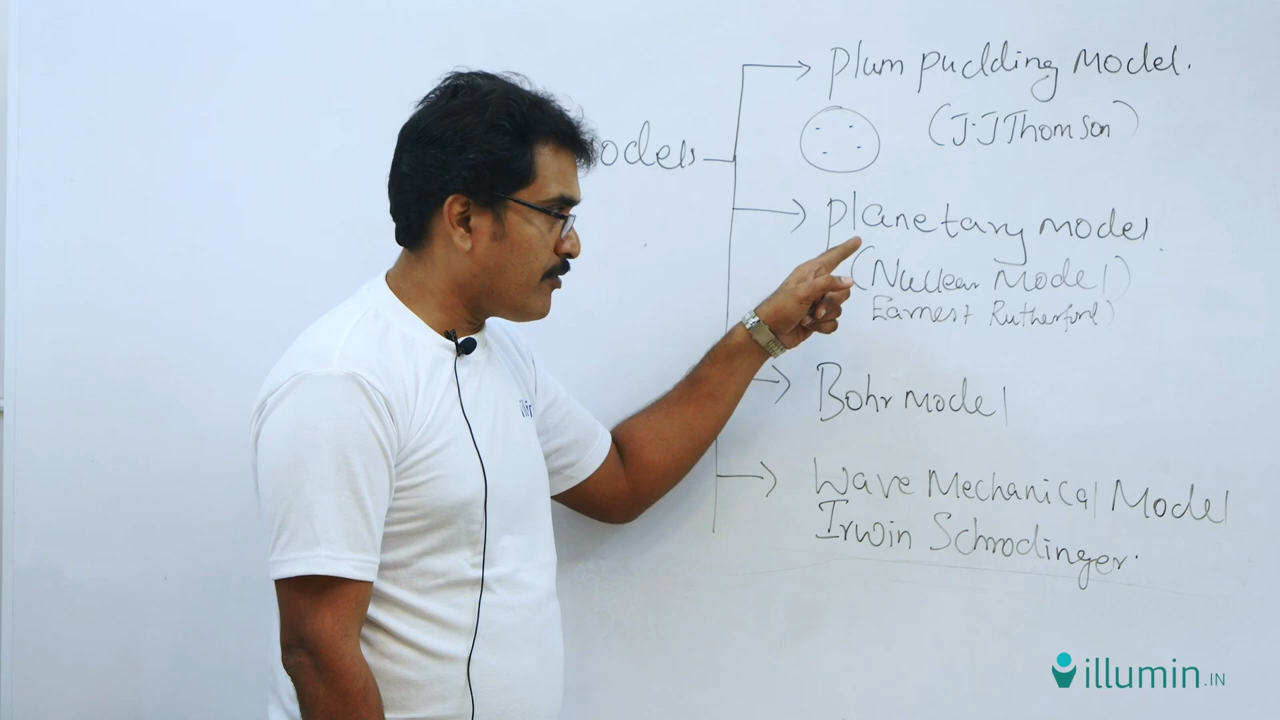 Plum pudding Model.
(J.J Thomson)
Planetary model.
(Nuclear Model)
Earnest Rutherford)
Bohr model
Wave Mechanical Model
Irwin Schrodinger.
illumin.IN